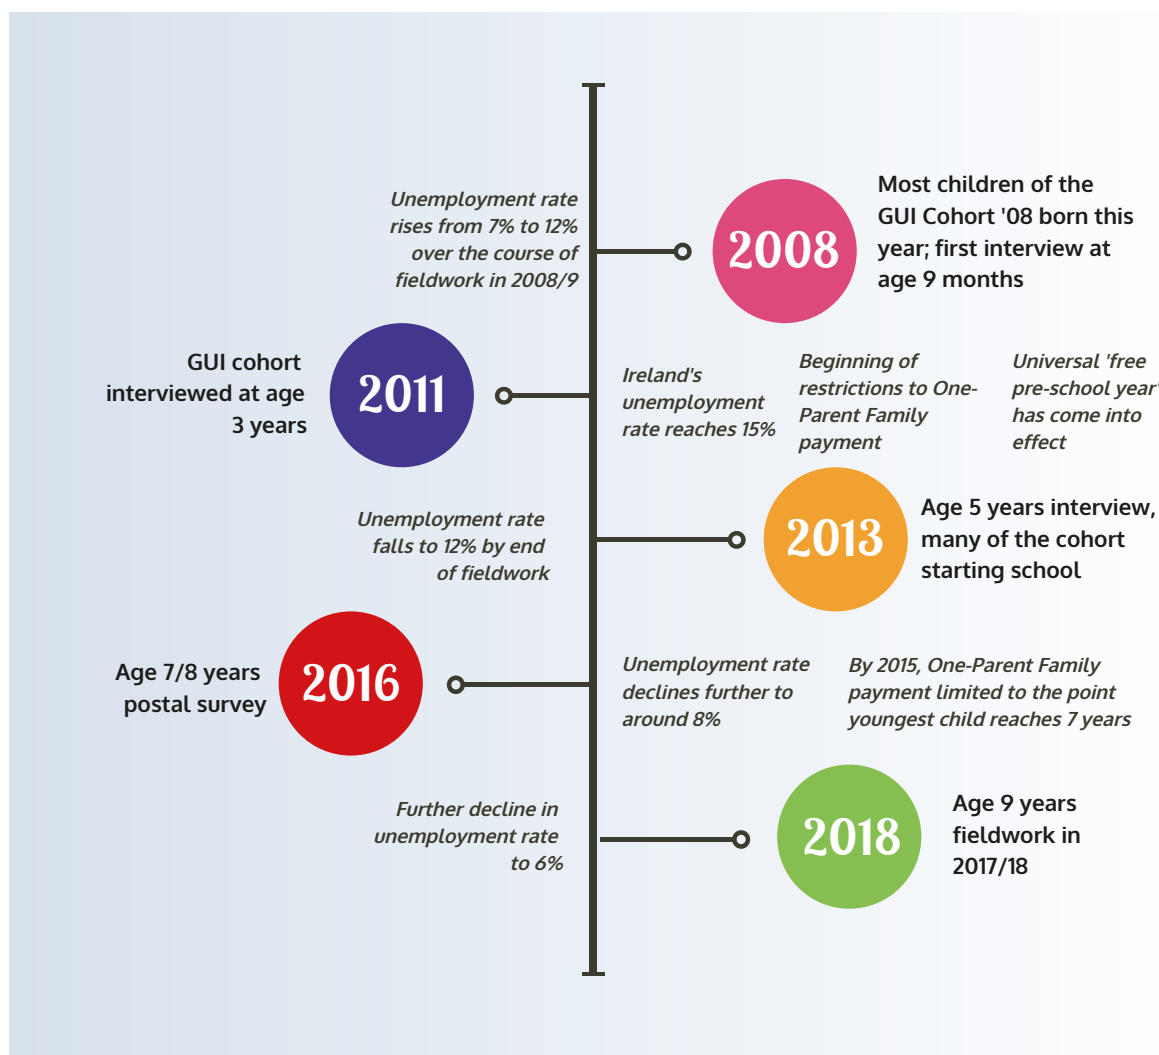 Unemployment rate
rises from 7% to 12%
over the course of
fieldwork in 2008/9
2008
Most children of the
GUI Cohort '08 born this
year; first interview at
age 9 months
GUI cohort
interviewed at age
3 years
2011
Ireland's
unemployment
rate reaches 15%
Beginning of
restrictions to One-
Parent Family
payment
Universal 'free
pre-school year'
has come into
effect
Unemployment rate
falls to 12% by end
of fieldwork
2013
Age 5 years interview,
many of the cohort
starting school
Age 7/8 years
postal survey
2016
Unemployment rate
declines further to
around 8%
By 2015, One-Parent Family
payment limited to the point
youngest child reaches 7 years
Further decline in
unemployment rate
to 6%
2018
Age 9 years
fieldwork in
2017/18